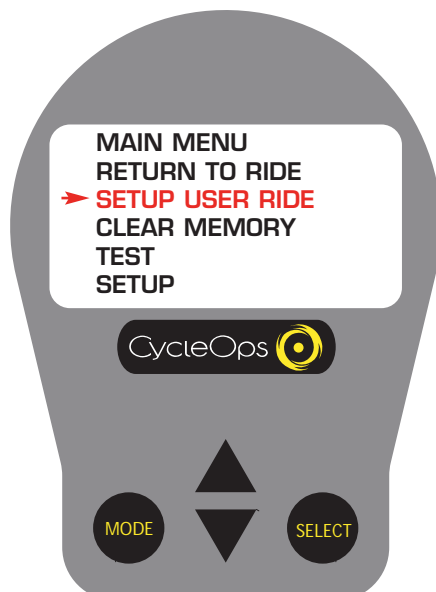 MAIN MENU
RETURN TO RIDE
SETUP USER RIDE
CLEAR MEMORY
TEST
SETUP
CycleOps
MODE
SELECT